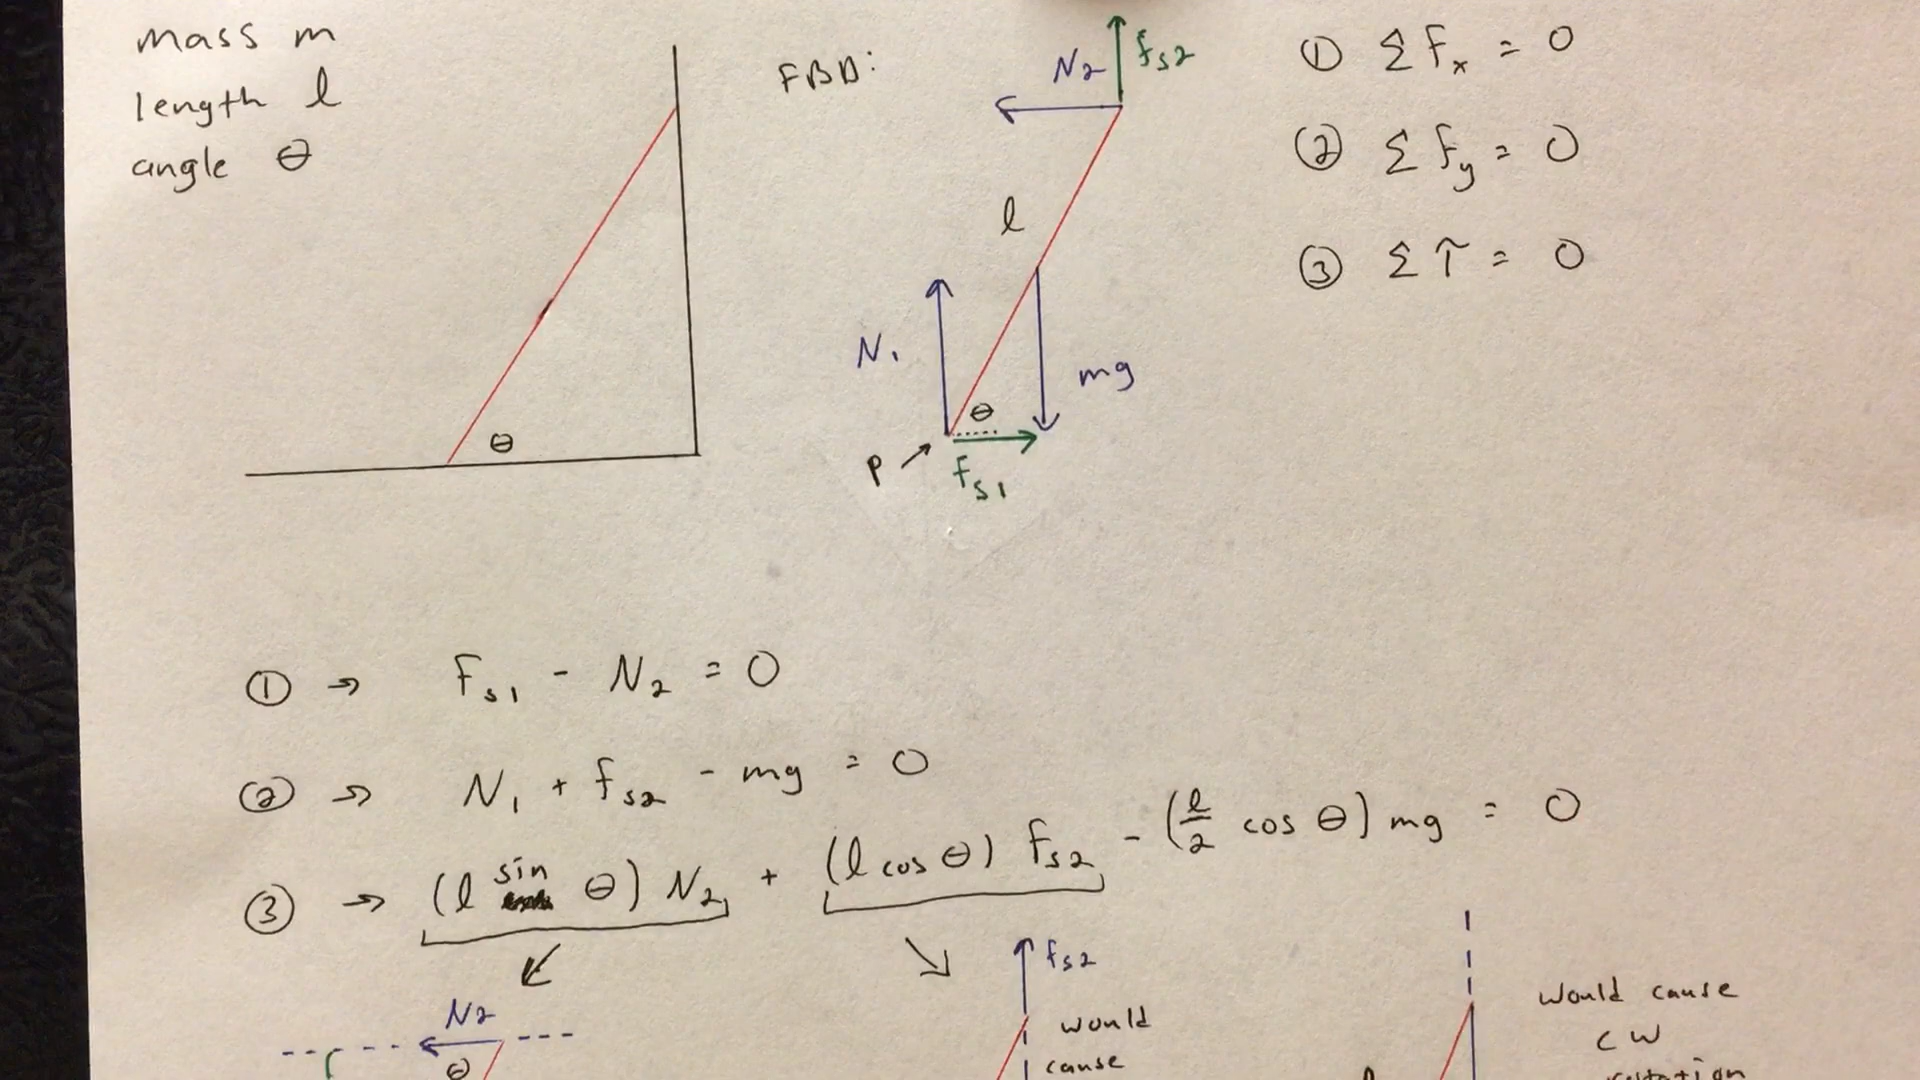 mass m
length l
angle θ
θ
FBD:
N₂
fₛ₂
l
N₁
mg
θ
P
fₛ₁
① Σ Fₓ = 0
② Σ F_y = 0
③ Σ τ = 0
① → Fₛ₁ - N₂ = 0
② → N₁ + fₛ₂ - mg = 0
③ → (l sin θ) N₂ + (l cos θ) fₛ₂ - (l/2 cos θ) mg = 0
N₂
θ
fₛ₂
would
cause
would cause
CW
rotation